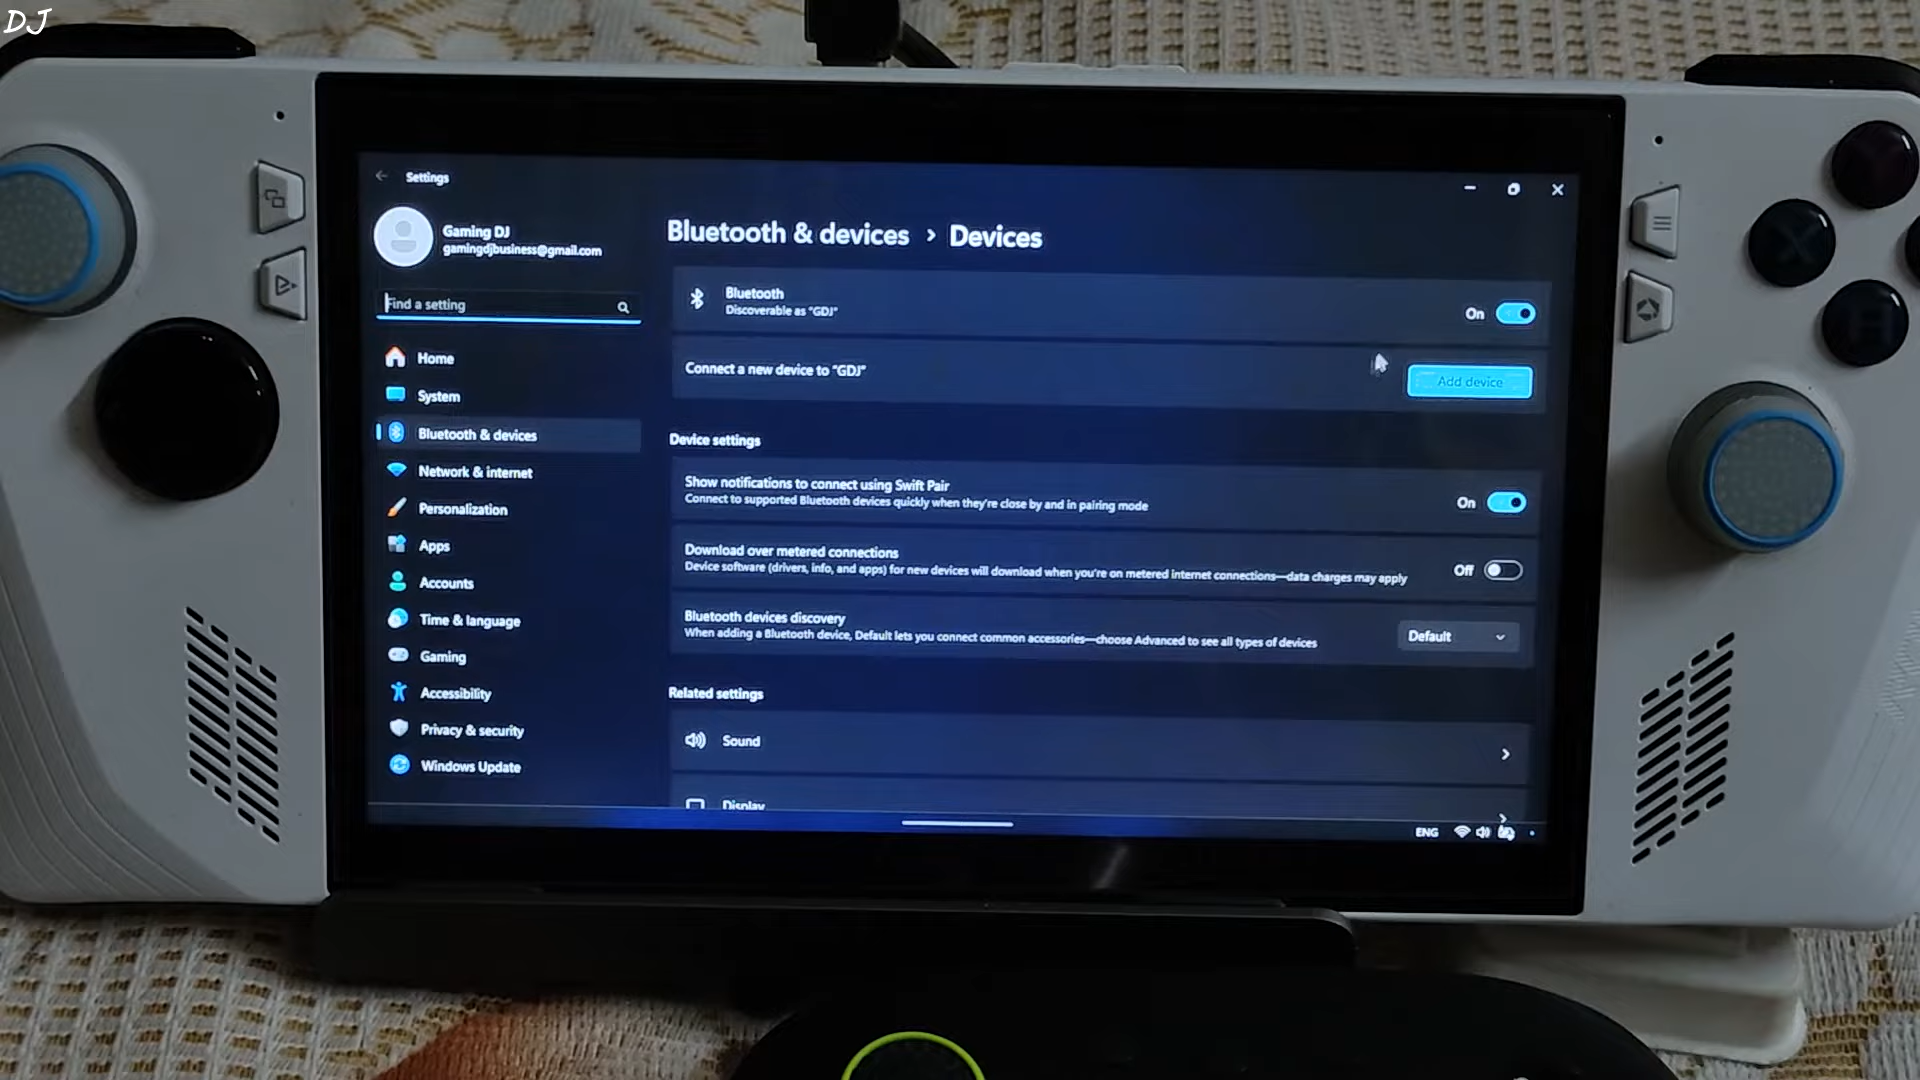 DJ
Settings
Gaming DJ
gamingdjbusiness@gmail.com
Find a setting
Home
System
Bluetooth & devices
Network & internet
Personalization
Apps
Accounts
Time & language
Gaming
Accessibility
Privacy & security
Windows Update
Bluetooth & devices › Devices
Bluetooth
Discoverable as "GDJ"
On
Connect a new device to "GDJ"
Add device
Device settings
Show notifications to connect using Swift Pair
Connect to supported Bluetooth devices quickly when they're close by and in pairing mode
On
Download over metered connections
Device software (drivers, info, and apps) for new devices will download when you're on metered internet connections—data charges may apply
Off
Bluetooth devices discovery
When adding a Bluetooth device, Default lets you connect common accessories—choose Advanced to see all types of devices
Default
Related settings
Sound
Display
ENG
X
Y